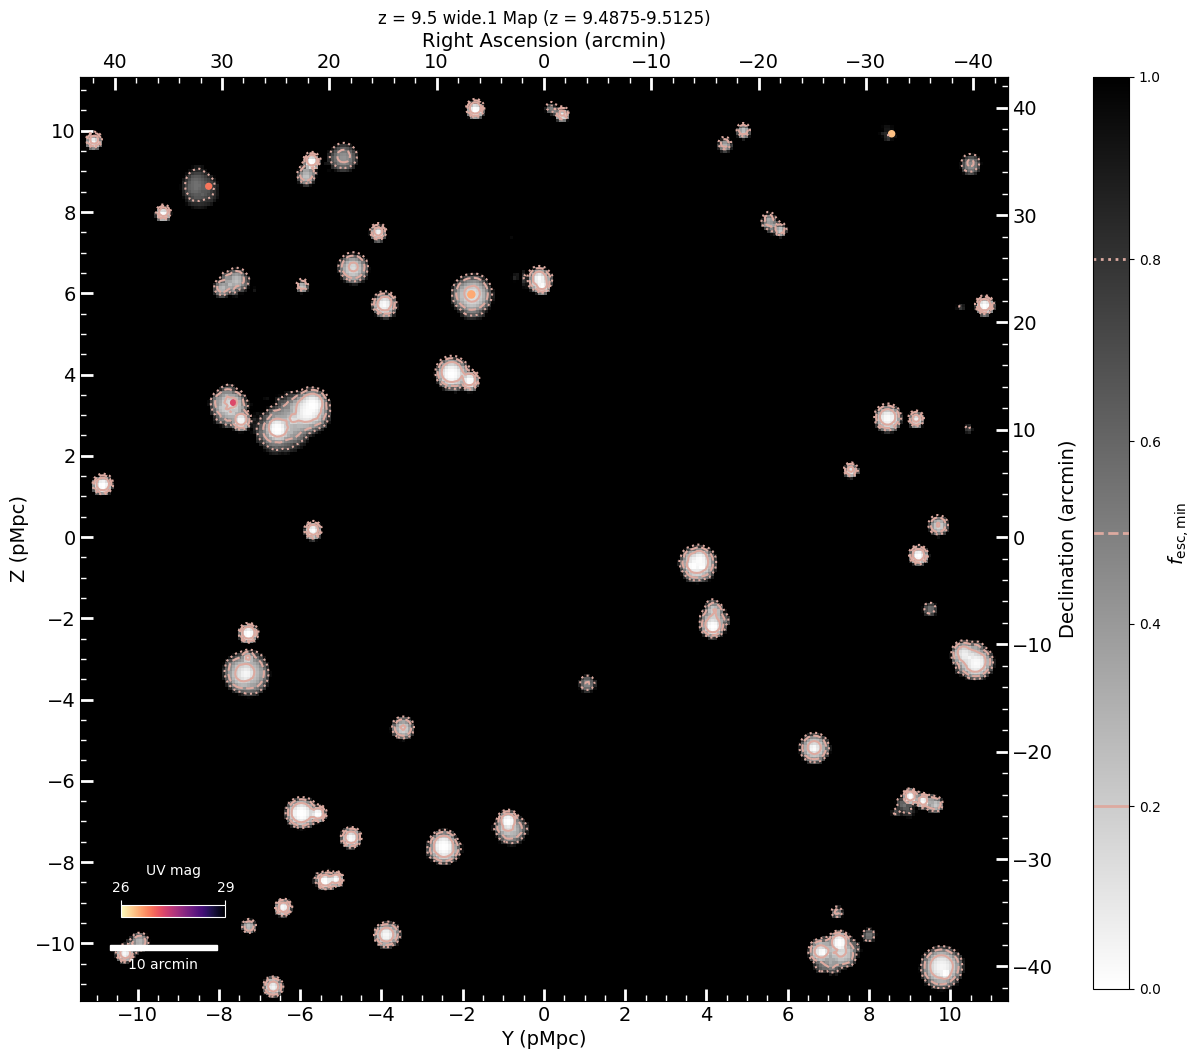 z = 9.5 wide.1 Map (z = 9.4875-9.5125)
Right Ascension (arcmin)
40 30 20 10 0 −10 −20 −30 −40
10
8
6
4
2
0
−2
−4
−6
−8
−10
Z (pMpc)
40
30
20
10
0
−10
−20
−30
−40
Declination (arcmin)
1.0
0.8
0.6
0.4
0.2
0.0
fesc,min
UV mag
26 29
10 arcmin
−10 −8 −6 −4 −2 0 2 4 6 8 10
Y (pMpc)